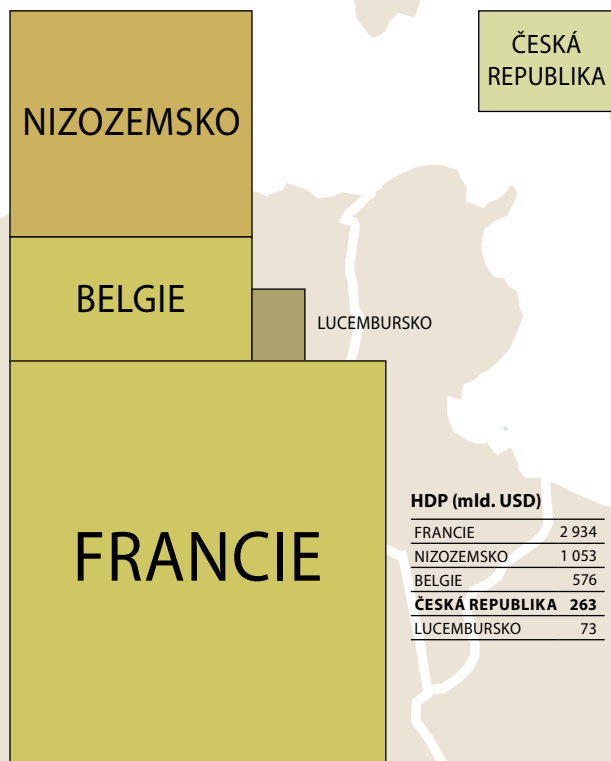 ČESKÁ
REPUBLIKA
NIZOZEMSKO
BELGIE
LUCEMBURSKO
FRANCIE
HDP (mld. USD)
FRANCIE 2 934
NIZOZEMSKO 1 053
BELGIE 576
ČESKÁ REPUBLIKA 263
LUCEMBURSKO 73